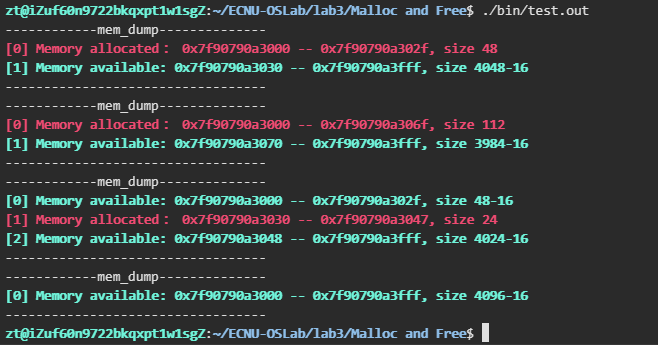 zt@iZuf60n9722bkqxpt1w1sgZ:~/ECNU-OSLab/lab3/Malloc and Free$ ./bin/test.out
------------mem_dump--------------
[0] Memory allocated: 0x7f90790a3000 -- 0x7f90790a302f, size 48
[1] Memory available: 0x7f90790a3030 -- 0x7f90790a3fff, size 4048-16
----------------------------------
------------mem_dump--------------
[0] Memory allocated: 0x7f90790a3000 -- 0x7f90790a306f, size 112
[1] Memory available: 0x7f90790a3070 -- 0x7f90790a3fff, size 3984-16
----------------------------------
------------mem_dump--------------
[0] Memory available: 0x7f90790a3000 -- 0x7f90790a302f, size 48-16
[1] Memory allocated: 0x7f90790a3030 -- 0x7f90790a3047, size 24
[2] Memory available: 0x7f90790a3048 -- 0x7f90790a3fff, size 4024-16
----------------------------------
------------mem_dump--------------
[0] Memory available: 0x7f90790a3000 -- 0x7f90790a3fff, size 4096-16
----------------------------------
zt@iZuf60n9722bkqxpt1w1sgZ:~/ECNU-OSLab/lab3/Malloc and Free$